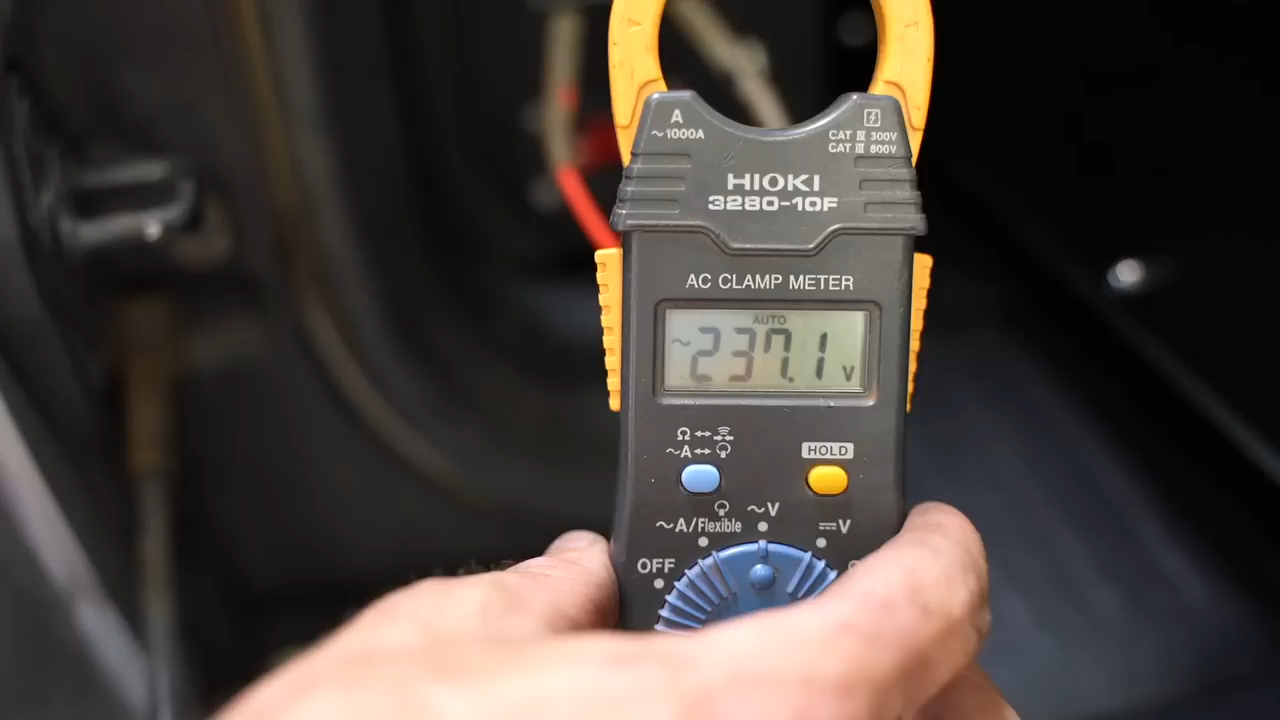 A
~1000A
CAT Ⅳ 300V
CAT Ⅲ 600V
HIOKI
3280-10F
AC CLAMP METER
AUTO
~237.1 V
Ω ↔
~A ↔
HOLD
~A/Flexible
~V
⎓V
OFF